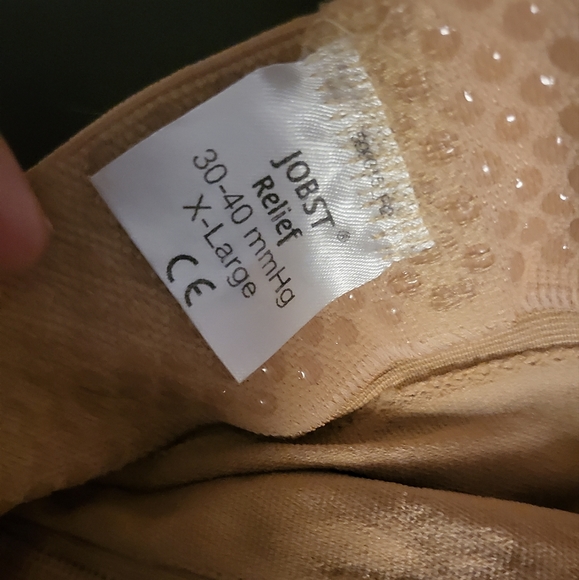 JOBST®
Relief
30-40 mmHg
X-Large
CE